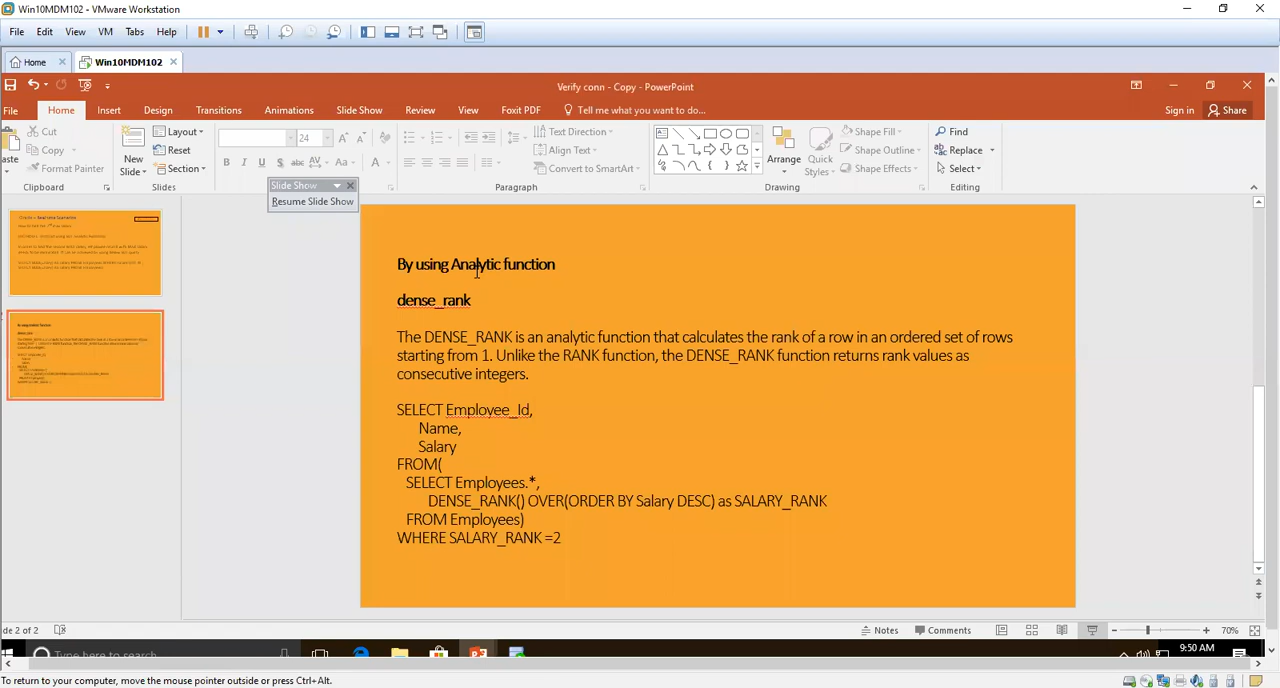 Win10MDM102 - VMware Workstation
File Edit View VM Tabs Help
Home Win10MDM102
Verify conn - Copy - PowerPoint
File Home Insert Design Transitions Animations Slide Show Review View Foxit PDF Tell me what you want to do... Sign in Share
Cut
Copy
Format Painter
aste
Clipboard
New
Slide
Layout
Reset
Section
Slides
24
Text Direction
Align Text
Convert to SmartArt
Paragraph
Arrange
Quick
Styles
Shape Fill
Shape Outline
Shape Effects
Drawing
Find
Replace
Select
Editing
Slide Show
Resume Slide Show
By using Analytic function
dense_rank
The DENSE_RANK is an analytic function that calculates the rank of a row in an ordered set of rows
starting from 1. Unlike the RANK function, the DENSE_RANK function returns rank values as
consecutive integers.
SELECT Employee_Id,
Name,
Salary
FROM(
SELECT Employees.*,
DENSE_RANK() OVER(ORDER BY Salary DESC) as SALARY_RANK
FROM Employees)
WHERE SALARY_RANK =2
de 2 of 2
Notes Comments 70%
Type here to search
9:50 AM
To return to your computer, move the mouse pointer outside or press Ctrl+Alt.